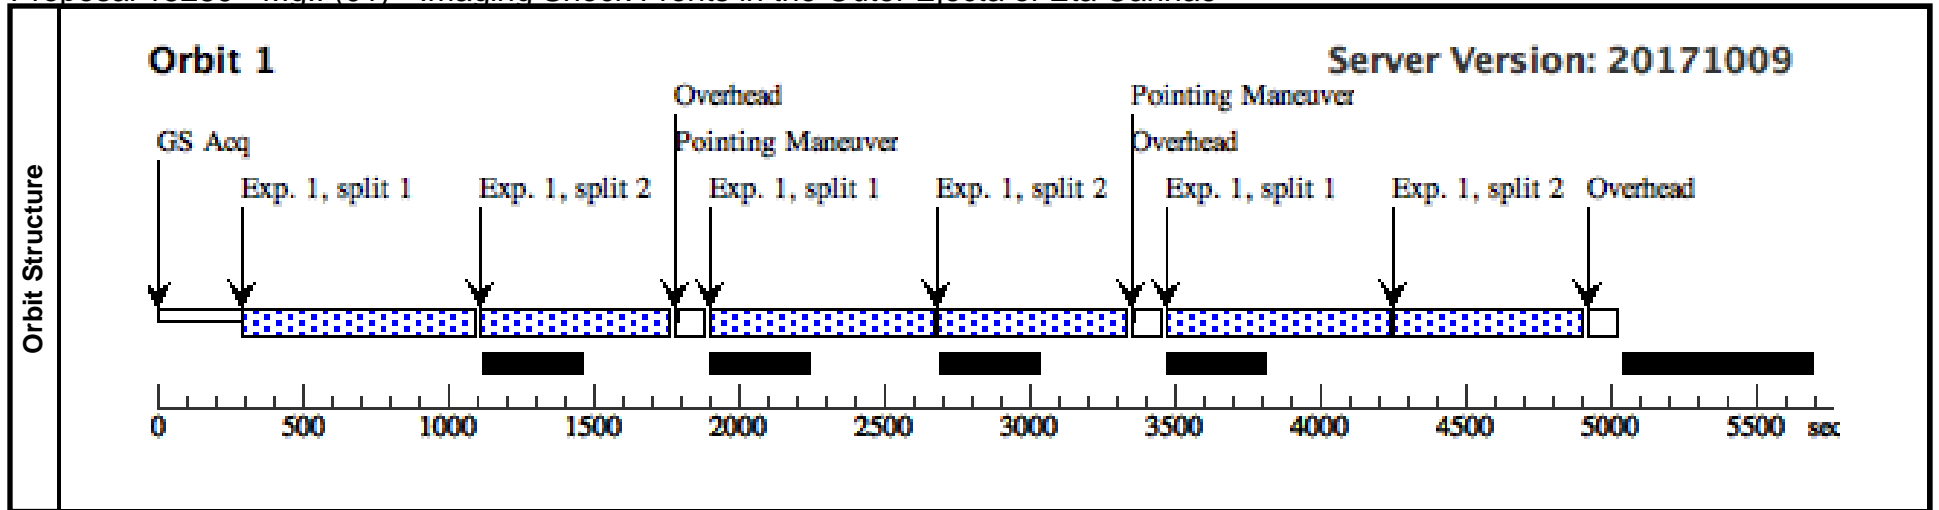 Orbit Structure
Orbit 1
Server Version: 20171009
Overhead
Pointing Maneuver
GS Acq
Pointing Maneuver
Overhead
Exp. 1, split 1
Exp. 1, split 2
Exp. 1, split 1
Exp. 1, split 2
Exp. 1, split 1
Exp. 1, split 2
Overhead
0 500 1000 1500 2000 2500 3000 3500 4000 4500 5000 5500 sec